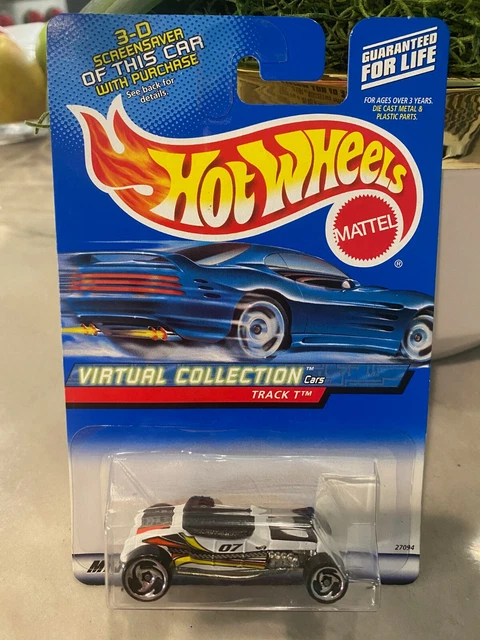 3-D
SCREENSAVER
OF THIS CAR
WITH PURCHASE
See back for
details.
GUARANTEED
FOR LIFE
FOR AGES OVER 3 YEARS.
DIE CAST METAL &
PLASTIC PARTS.
HOT WHEELS
MATTEL
®
VIRTUAL COLLECTION™
Cars
TRACK T™
07
27094